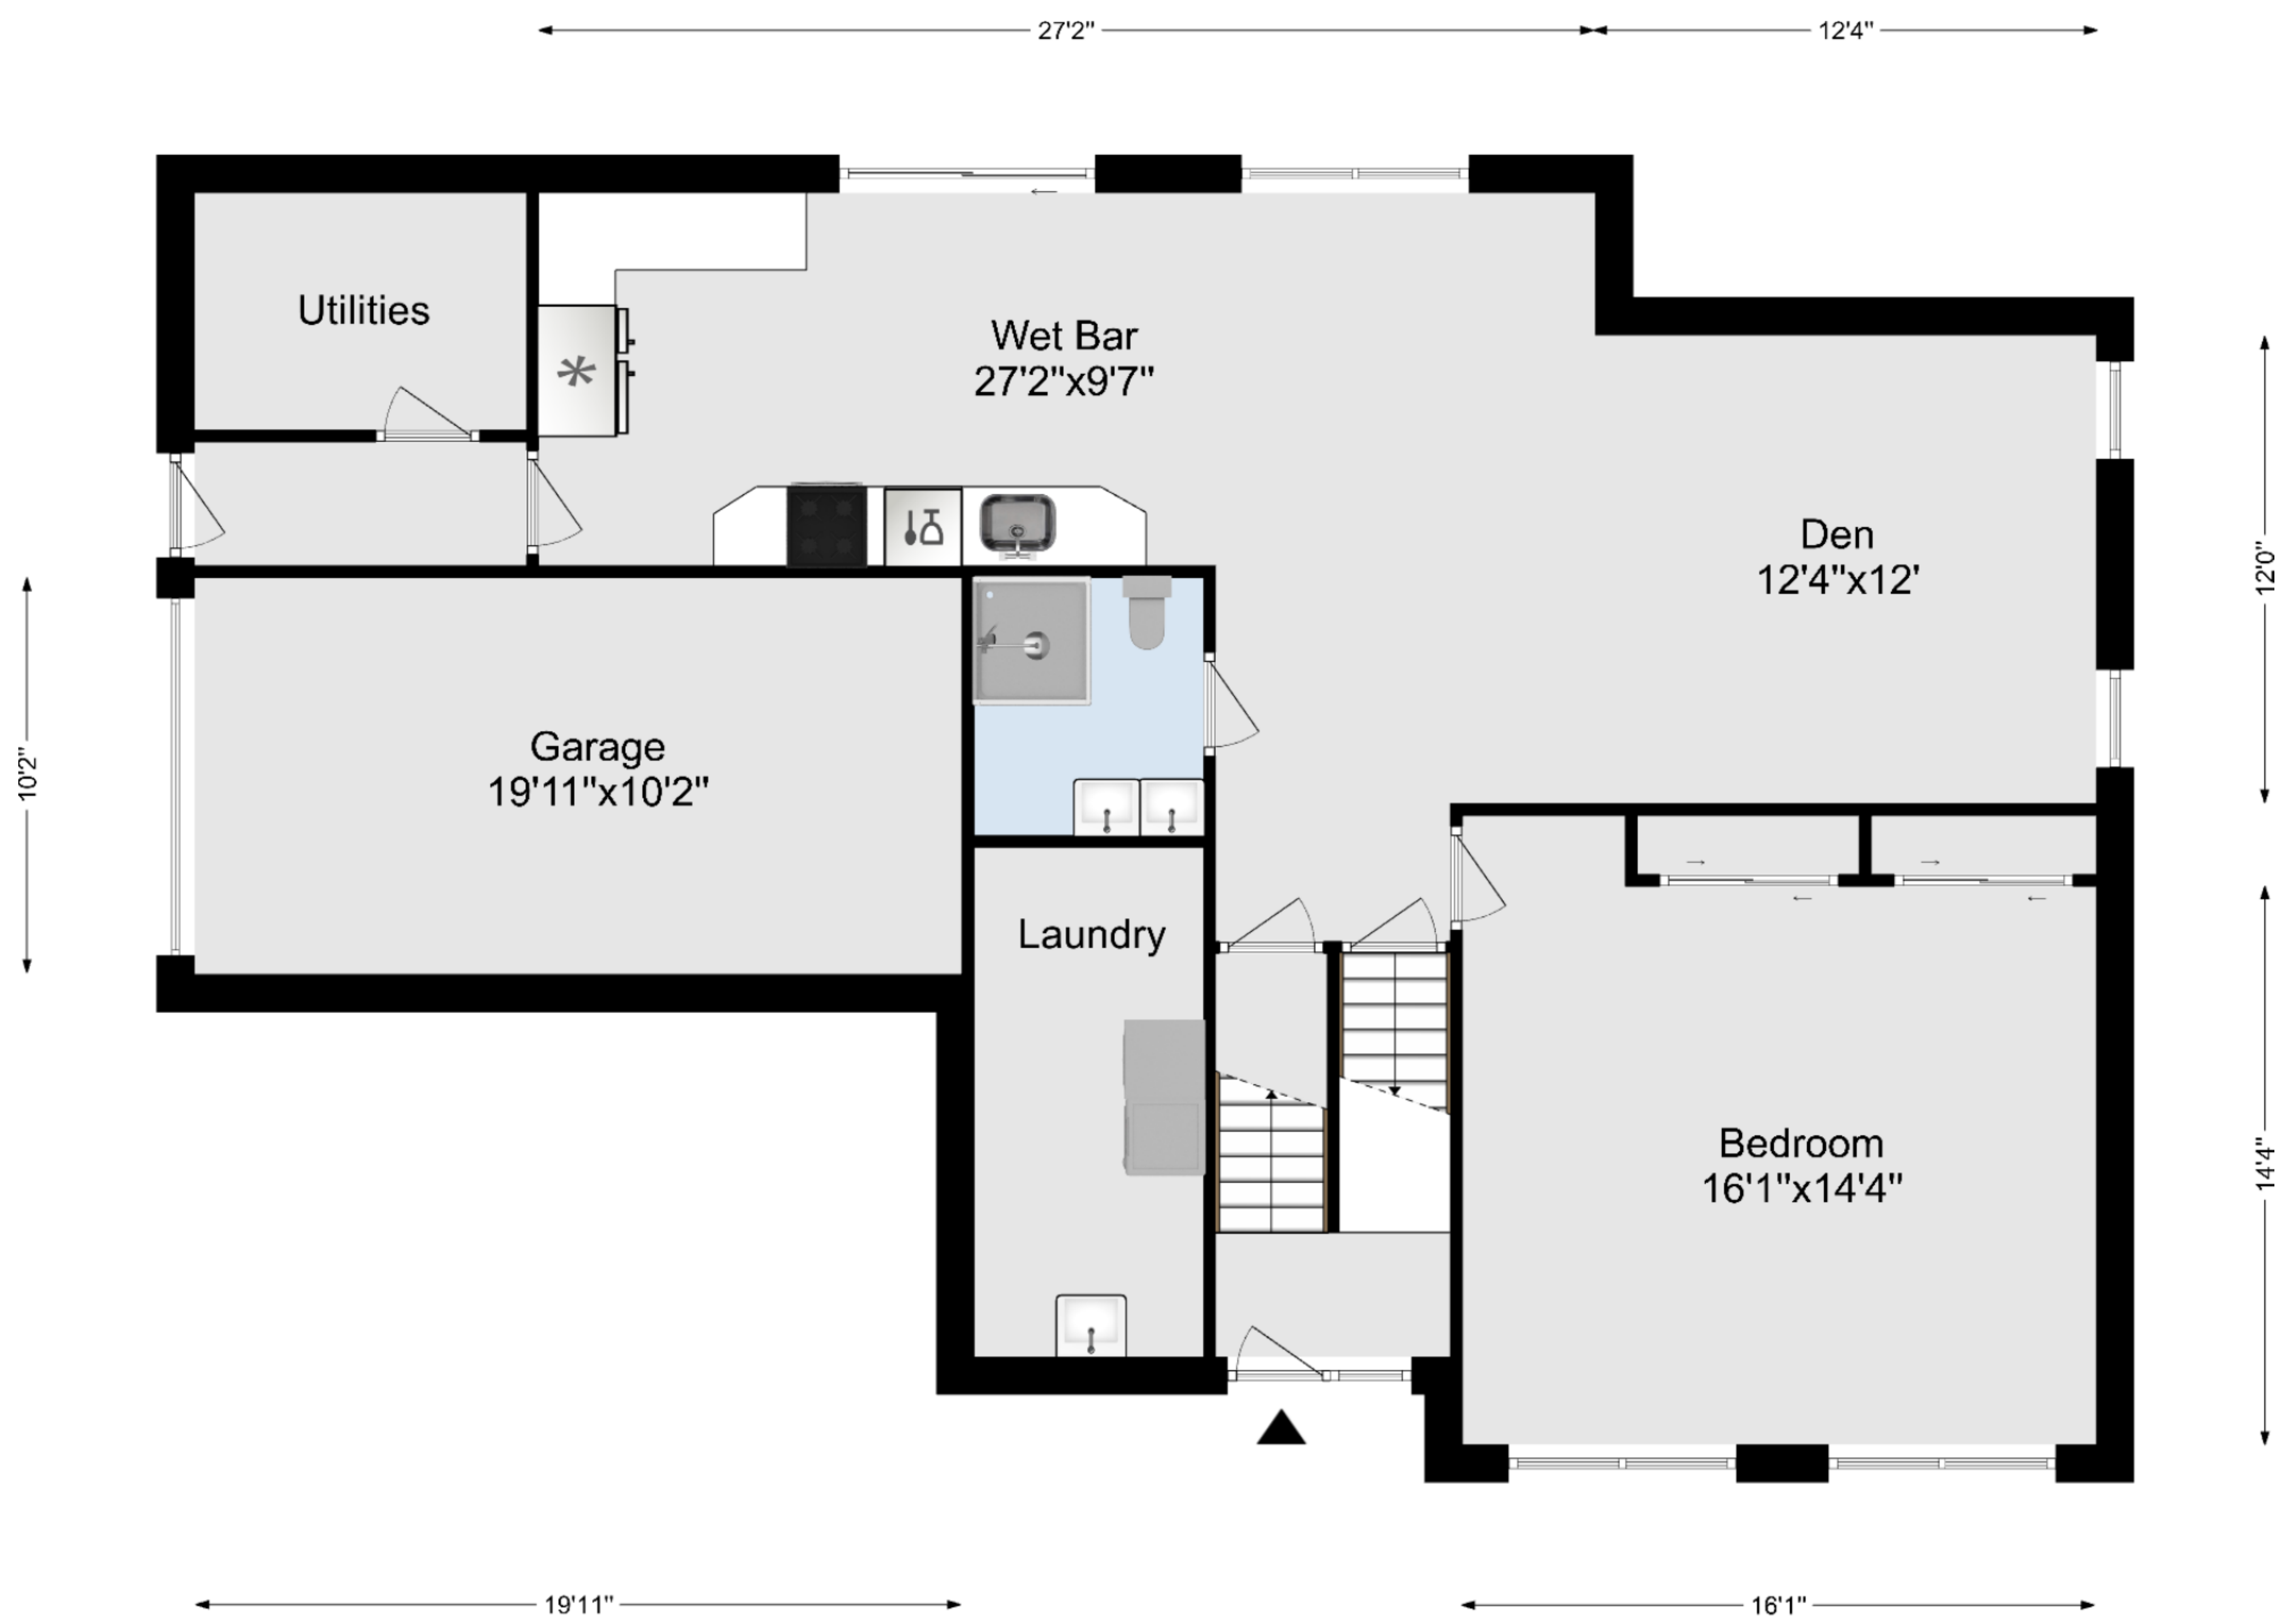 27'2"
12'4"
Utilities
Wet Bar
27'2"x9'7"
Den
12'4"x12'
12'0"
Garage
19'11"x10'2"
10'2"
Laundry
Bedroom
16'1"x14'4"
14'4"
19'11"
16'1"